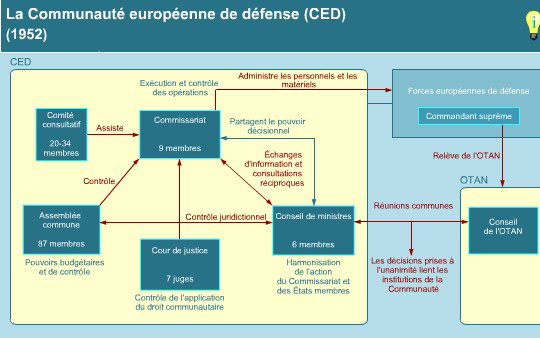 La Communauté européenne de défense (CED)
(1952)
CED
Exécution et contrôle
des opérations
Administre les personnels et les
matériels
Forces européennes de défense
Commandant suprême
Comité
consultatif
20-34
membres
Assiste
Commissariat
9 membres
Partagent le pouvoir
décisionnel
Échanges
d'information et
consultations
réciproques
Relève de l'OTAN
OTAN
Contrôle
Assemblée
commune
87 membres
Pouvoirs budgétaires
et de contrôle
Contrôle juridictionnel
Cour de justice
7 juges
Contrôle de l'application
du droit communautaire
Conseil de ministres
6 membres
Harmonisation
de l'action
du Commissariat et
des États membres
Réunions communes
Les décisions prises à
l'unanimité lient les
institutions de la
Communauté
Conseil
de l'OTAN